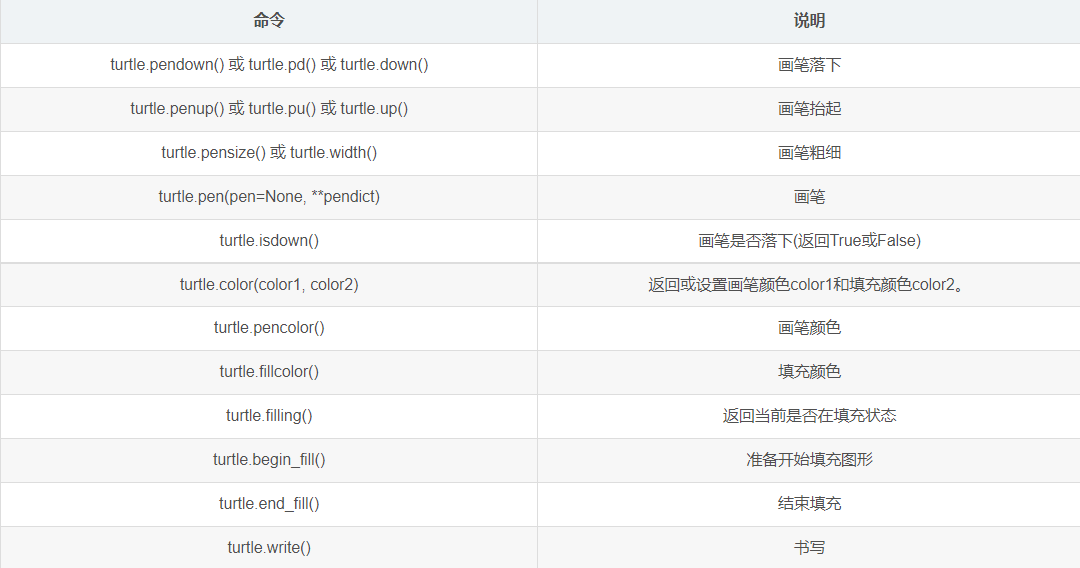 命令 说明
turtle.pendown() 或 turtle.pd() 或 turtle.down() 画笔落下
turtle.penup() 或 turtle.pu() 或 turtle.up() 画笔抬起
turtle.pensize() 或 turtle.width() 画笔粗细
turtle.pen(pen=None, **pendict) 画笔
turtle.isdown() 画笔是否落下(返回True或False)
turtle.color(color1, color2) 返回或设置画笔颜色color1和填充颜色color2。
turtle.pencolor() 画笔颜色
turtle.fillcolor() 填充颜色
turtle.filling() 返回当前是否在填充状态
turtle.begin_fill() 准备开始填充图形
turtle.end_fill() 结束填充
turtle.write() 书写